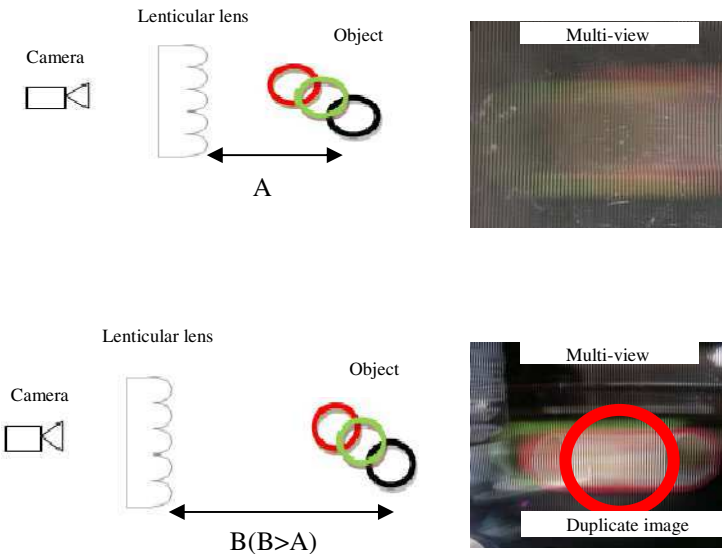 Lenticular lens
Camera
Object
Multi-view
A
Lenticular lens
Camera
Object
Multi-view
Duplicate image
B(B>A)